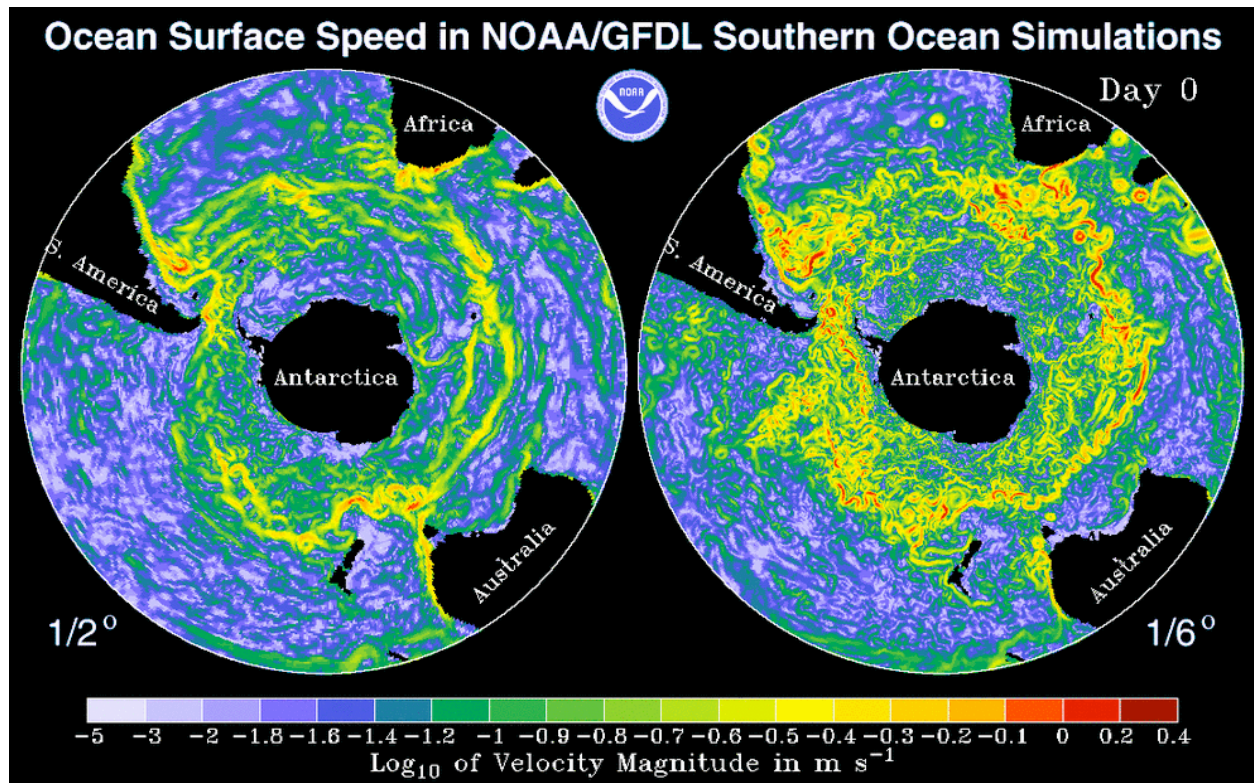 Ocean Surface Speed in NOAA/GFDL Southern Ocean Simulations
NOAA
Day 0
Africa
Africa
S. America
S. America
Antarctica
Antarctica
Australia
Australia
1/2°
1/6°
−5 −3 −2 −1.8 −1.6 −1.4 −1.2 −1 −0.9 −0.8 −0.7 −0.6 −0.5 −0.4 −0.3 −0.2 −0.1 0 0.2 0.4
Log₁₀ of Velocity Magnitude in m s⁻¹